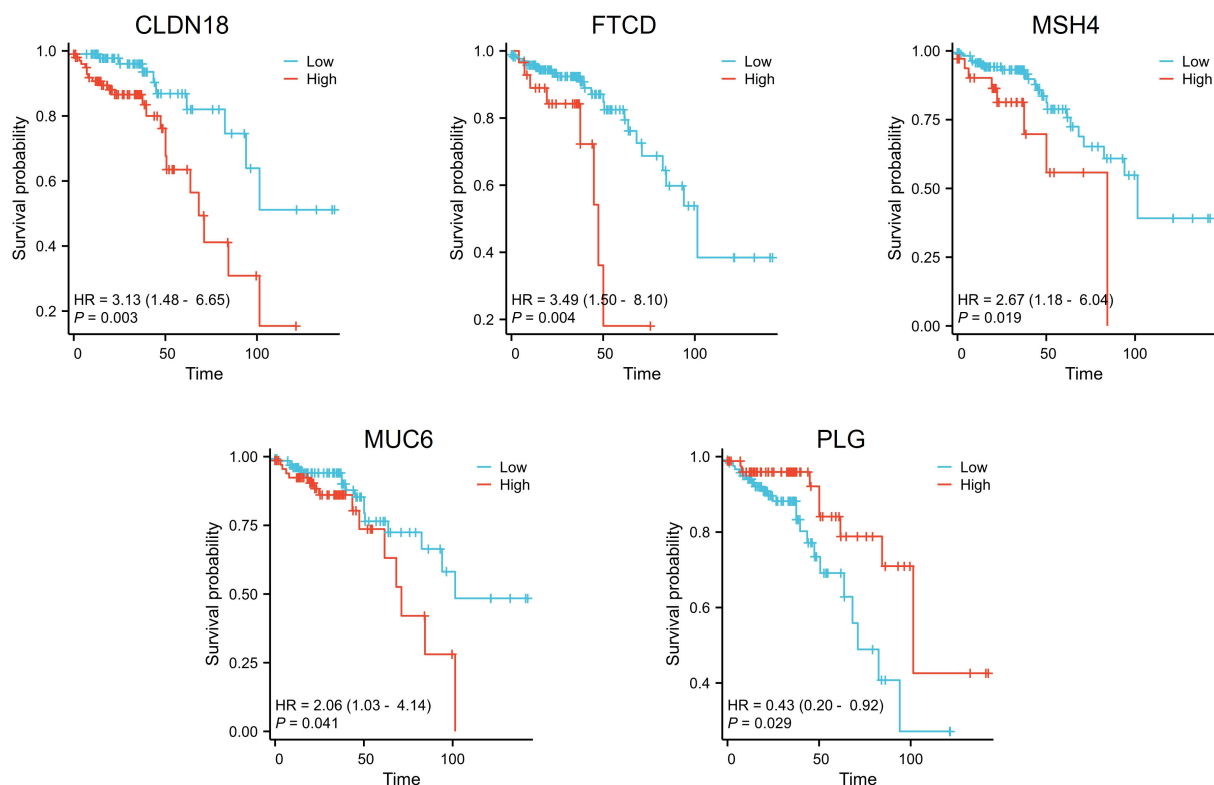 CLDN18
Survival probability
1.0
0.8
0.6
0.4
0.2
Low
High
HR = 3.13 (1.48 - 6.65)
P = 0.003
0 50 100
Time
FTCD
Survival probability
1.0
0.8
0.6
0.4
0.2
Low
High
HR = 3.49 (1.50 - 8.10)
P = 0.004
0 50 100
Time
MSH4
Survival probability
1.00
0.75
0.50
0.25
0.00
Low
High
HR = 2.67 (1.18 - 6.04)
P = 0.019
0 50 100
Time
MUC6
Survival probability
1.00
0.75
0.50
0.25
0.00
Low
High
HR = 2.06 (1.03 - 4.14)
P = 0.041
0 50 100
Time
PLG
Survival probability
1.0
0.8
0.6
0.4
Low
High
HR = 0.43 (0.20 - 0.92)
P = 0.029
0 50 100
Time